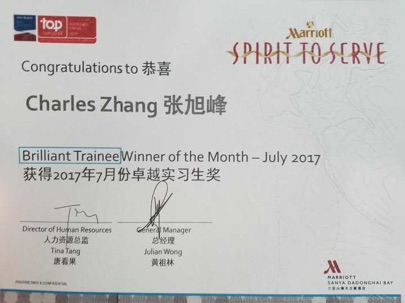 top
Marriott
SPIRIT TO SERVE
Congratulations to 恭喜
Charles Zhang 张旭峰
Brilliant Trainee Winner of the Month – July 2017
获得2017年7月份卓越实习生奖
Director of Human Resources
General Manager
人力资源总监
总经理
Tina Tang
Julian Wong
唐看果
黄祖林
MARRIOTT
SANYA DADONGHAI BAY
PROPRIETARY & CONFIDENTIAL